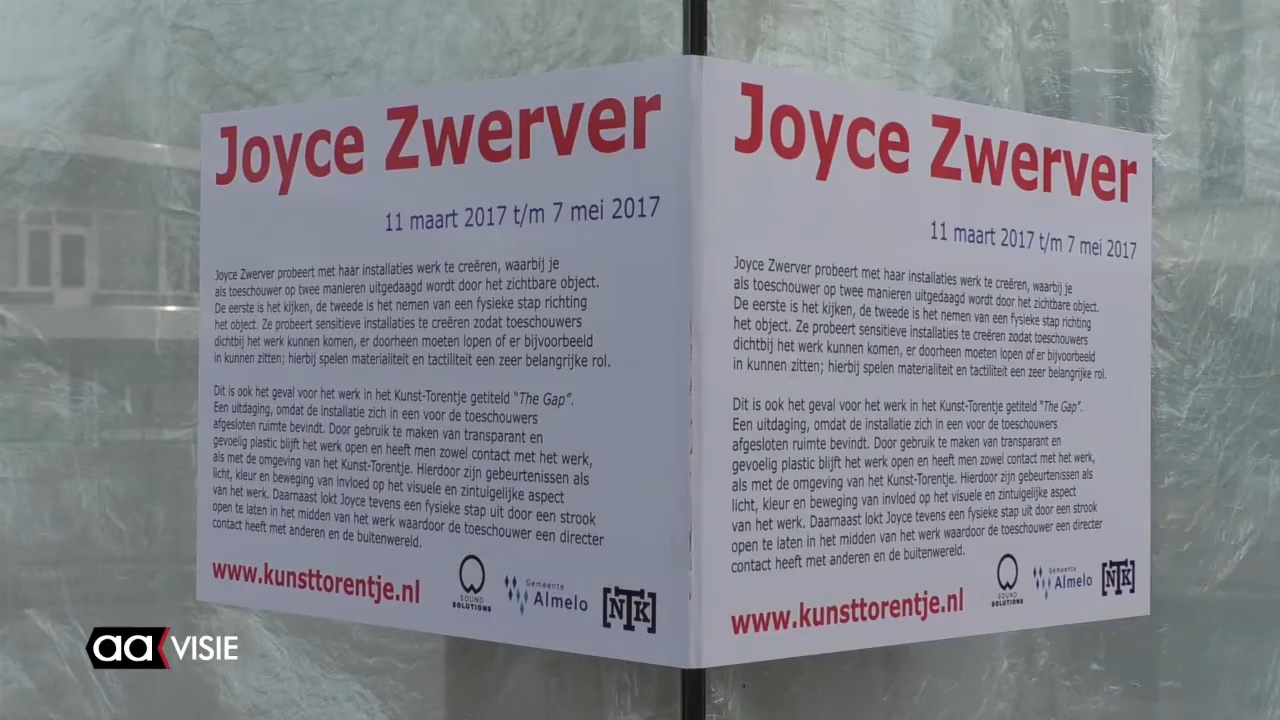 Joyce Zwerver
11 maart 2017 t/m 7 mei 2017
Joyce Zwerver probeert met haar installaties werk te creëren, waarbij je
als toeschouwer op twee manieren uitgedaagd wordt door het zichtbare object.
De eerste is het kijken, de tweede is het nemen van een fysieke stap richting
het object. Ze probeert sensitieve installaties te creëren zodat toeschouwers
dichtbij het werk kunnen komen, er doorheen moeten lopen of er bijvoorbeeld
in kunnen zitten; hierbij spelen materialiteit en tactiliteit een zeer belangrijke rol.
Dit is ook het geval voor het werk in het Kunst-Torentje getiteld “The Gap”.
Een uitdaging, omdat de installatie zich in een voor de toeschouwers
afgesloten ruimte bevindt. Door gebruik te maken van transparant en
gevoelig plastic blijft het werk open en heeft men zowel contact met het werk,
als met de omgeving van het Kunst-Torentje. Hierdoor zijn gebeurtenissen als
licht, kleur en beweging van invloed op het visuele en zintuigelijke aspect
van het werk. Daarnaast lokt Joyce tevens een fysieke stap uit door een strook
open te laten in het midden van het werk waardoor de toeschouwer een directer
contact heeft met anderen en de buitenwereld.
www.kunsttorentje.nl
SOUND
SOLUTIONS
Gemeente
Almelo
[NTK]
Joyce Zwerver
11 maart 2017 t/m 7 mei 2017
Joyce Zwerver probeert met haar installaties werk te creëren, waarbij je
als toeschouwer op twee manieren uitgedaagd wordt door het zichtbare object.
De eerste is het kijken, de tweede is het nemen van een fysieke stap richting
het object. Ze probeert sensitieve installaties te creëren zodat toeschouwers
dichtbij het werk kunnen komen, er doorheen moeten lopen of er bijvoorbeeld
in kunnen zitten; hierbij spelen materialiteit en tactiliteit een zeer belangrijke rol.
Dit is ook het geval voor het werk in het Kunst-Torentje getiteld “The Gap”.
Een uitdaging, omdat de installatie zich in een voor de toeschouwers
afgesloten ruimte bevindt. Door gebruik te maken van transparant en
gevoelig plastic blijft het werk open en heeft men zowel contact met het werk,
als met de omgeving van het Kunst-Torentje. Hierdoor zijn gebeurtenissen als
licht, kleur en beweging van invloed op het visuele en zintuigelijke aspect
van het werk. Daarnaast lokt Joyce tevens een fysieke stap uit door een strook
open te laten in het midden van het werk waardoor de toeschouwer een directer
contact heeft met anderen en de buitenwereld.
www.kunsttorentje.nl
SOUND
SOLUTIONS
Gemeente
Almelo
[NTK]
aa VISIE